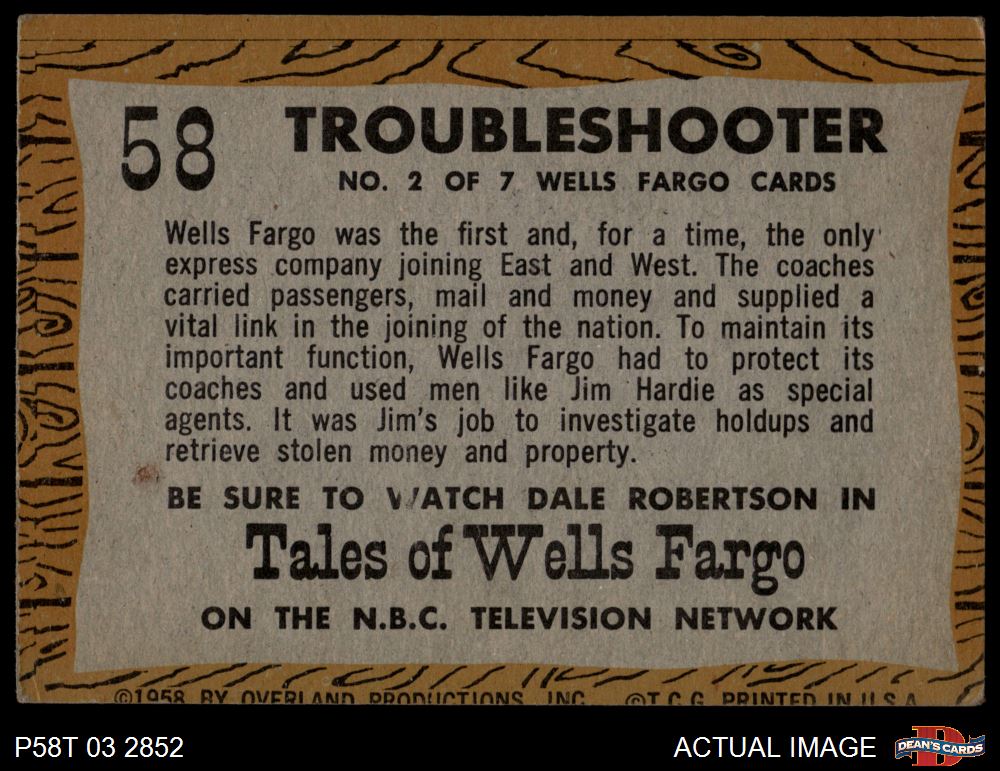 58
TROUBLESHOOTER
NO. 2 OF 7 WELLS FARGO CARDS
Wells Fargo was the first and, for a time, the only
express company joining East and West. The coaches
carried passengers, mail and money and supplied a
vital link in the joining of the nation. To maintain its
important function, Wells Fargo had to protect its
coaches and used men like Jim Hardie as special
agents. It was Jim's job to investigate holdups and
retrieve stolen money and property.
BE SURE TO WATCH DALE ROBERTSON IN
Tales of Wells Fargo
ON THE N.B.C. TELEVISION NETWORK
©1958 BY OVERLAND PRODUCTIONS, INC. ©T.C.G. PRINTED IN U.S.A.
P58T 03 2852
ACTUAL IMAGE
DEAN'S CARDS